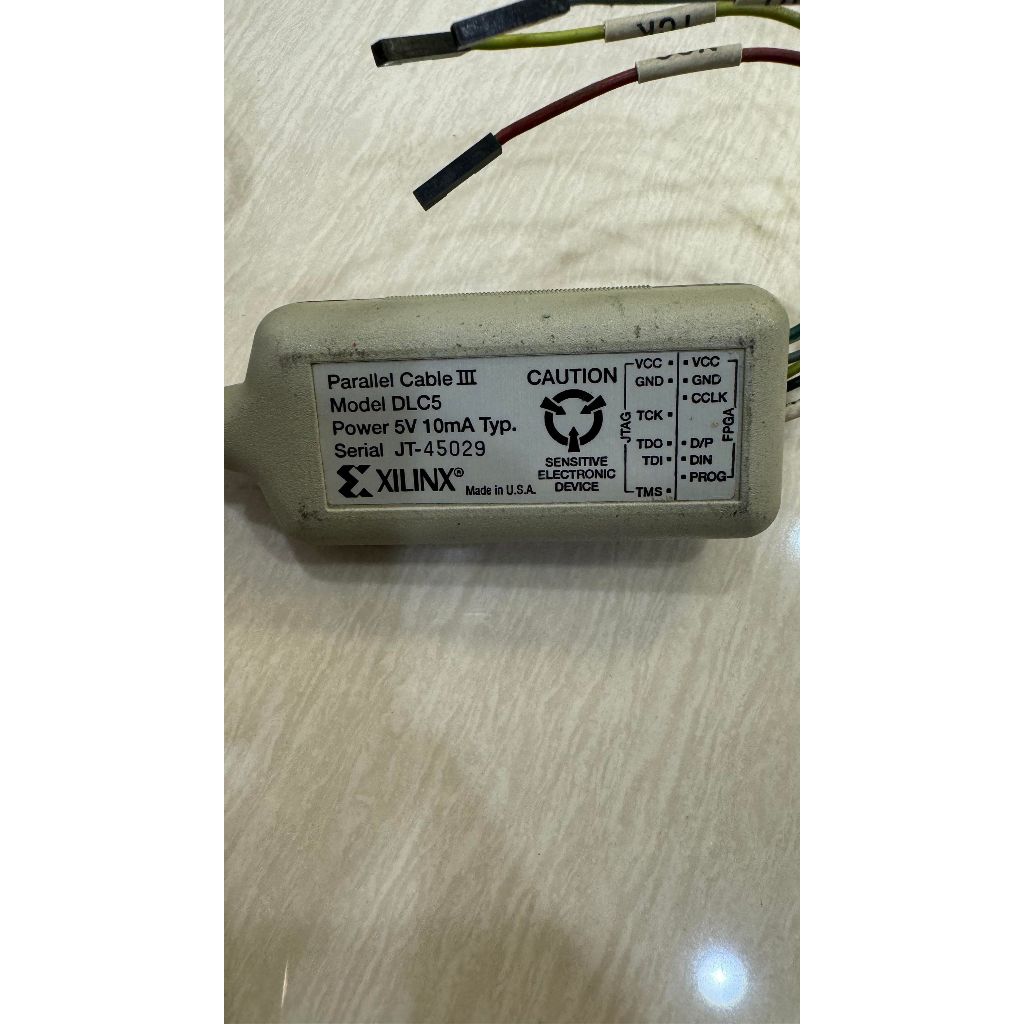 TCK
Parallel Cable III
Model DLC5
Power 5V 10mA Typ.
Serial JT-45029
XILINX®
Made in U.S.A.
CAUTION
SENSITIVE
ELECTRONIC
DEVICE
JTAG
VCC
GND
TCK
TDO
TDI
TMS
VCC
GND
CCLK
D/P
DIN
PROG
FPGA